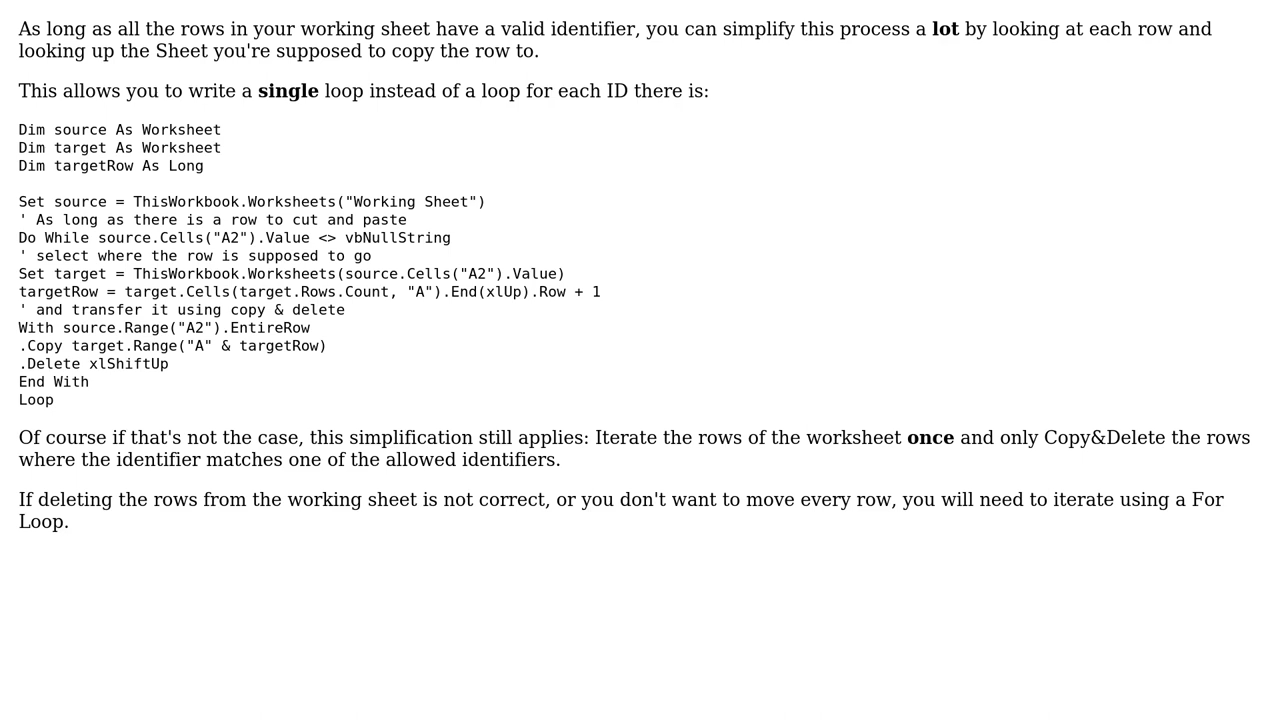 As long as all the rows in your working sheet have a valid identifier, you can simplify this process a lot by looking at each row and
looking up the Sheet you're supposed to copy the row to.
This allows you to write a single loop instead of a loop for each ID there is:
Dim source As Worksheet
Dim target As Worksheet
Dim targetRow As Long
Set source = ThisWorkbook.Worksheets("Working Sheet")
' As long as there is a row to cut and paste
Do While source.Cells("A2").Value <> vbNullString
' select where the row is supposed to go
Set target = ThisWorkbook.Worksheets(source.Cells("A2").Value)
targetRow = target.Cells(target.Rows.Count, "A").End(xlUp).Row + 1
' and transfer it using copy & delete
With source.Range("A2").EntireRow
.Copy target.Range("A" & targetRow)
.Delete xlShiftUp
End With
Loop
Of course if that's not the case, this simplification still applies: Iterate the rows of the worksheet once and only Copy&Delete the rows
where the identifier matches one of the allowed identifiers.
If deleting the rows from the working sheet is not correct, or you don't want to move every row, you will need to iterate using a For
Loop.